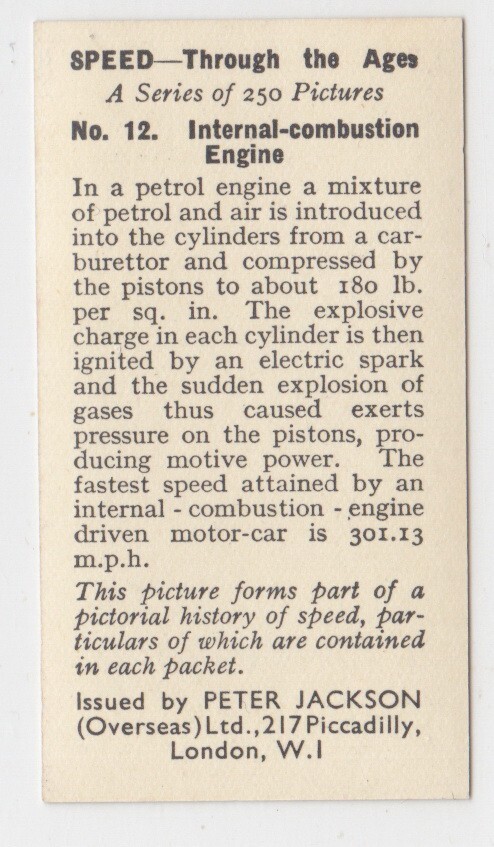 SPEED—Through the Ages
A Series of 250 Pictures
No. 12. Internal-combustion
Engine
In a petrol engine a mixture
of petrol and air is introduced
into the cylinders from a car-
burettor and compressed by
the pistons to about 180 lb.
per sq. in. The explosive
charge in each cylinder is then
ignited by an electric spark
and the sudden explosion of
gases thus caused exerts
pressure on the pistons, pro-
ducing motive power. The
fastest speed attained by an
internal - combustion - engine
driven motor-car is 301.13
m.p.h.
This picture forms part of a
pictorial history of speed, par-
ticulars of which are contained
in each packet.
Issued by PETER JACKSON
(Overseas) Ltd., 217 Piccadilly,
London, W.1